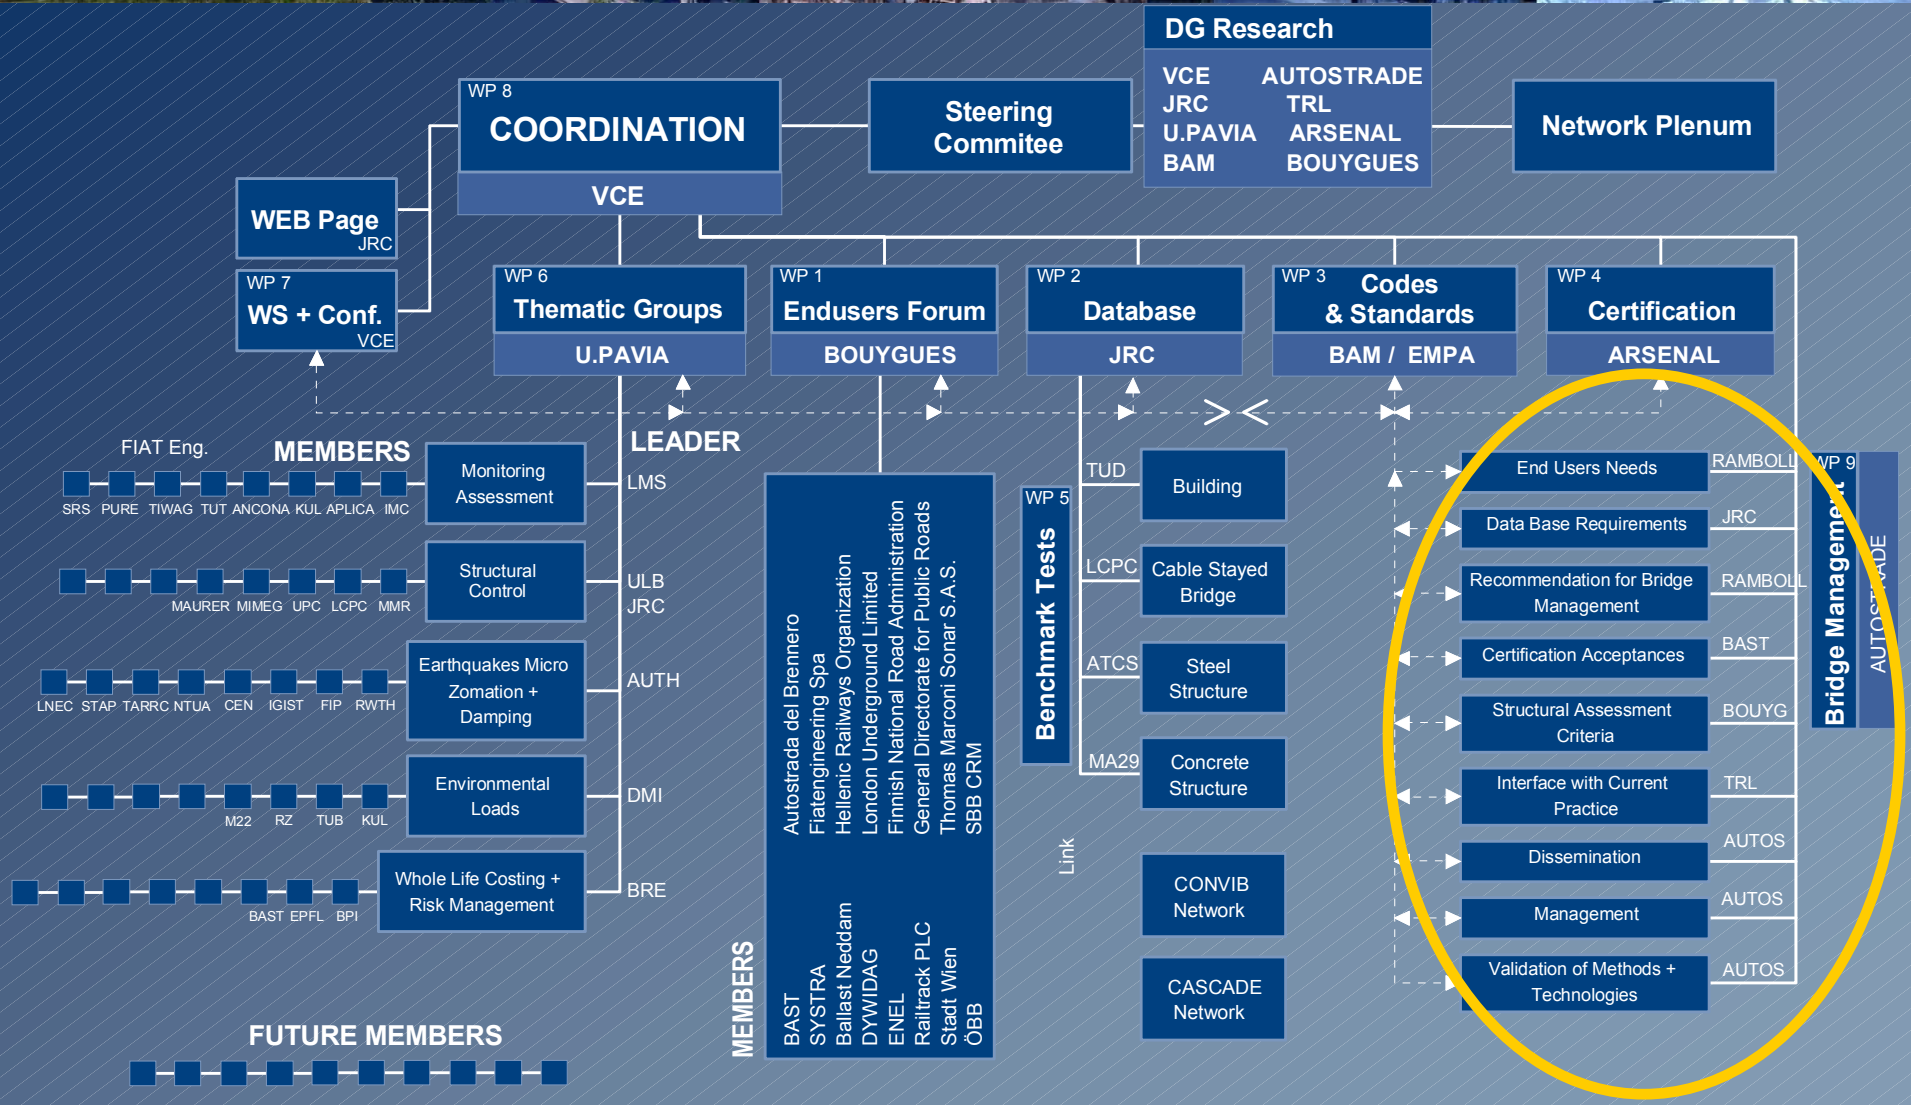 DG Research
VCE AUTOSTRADE
JRC TRL
U.PAVIA ARSENAL
BAM BOUYGUES
WP 8
COORDINATION
VCE
Steering
Commitee
Network Plenum
WEB Page
JRC
WP 7
WS + Conf.
VCE
WP 6
Thematic Groups
U.PAVIA
WP 1
Endusers Forum
BOUYGUES
WP 2
Database
JRC
WP 3
Codes
& Standards
BAM / EMPA
WP 4
Certification
ARSENAL
LEADER
MEMBERS
FIAT Eng.
SRS PURE TIWAG TUT ANCONA KUL APLICA IMC
Monitoring
Assessment
LMS
MAURER MIMEG UPC LCPC MMR
Structural
Control
ULB
JRC
LNEC STAP TARRC NTUA CEN IGIST FIP RWTH
Earthquakes Micro
Zomation +
Damping
AUTH
M22 RZ TUB KUL
Environmental
Loads
DMI
BAST EPFL BPI
Whole Life Costing +
Risk Management
BRE
FUTURE MEMBERS
MEMBERS
Autostrada del Brennero
Fiatengineering Spa
Hellenic Railways Organization
London Underground Limited
Finnish National Road Administration
General Directorate for Public Roads
Thomas Marconi Sonar S.A.S.
SBB CRM
BAST
SYSTRA
Ballast Neddam
DYWIDAG
ENEL
Railtrack PLC
Stadt Wien
ÖBB
WP 5
Benchmark Tests
TUD
Building
LCPC
Cable Stayed
Bridge
ATCS
Steel
Structure
MA29
Concrete
Structure
Link
CONVIB
Network
CASCADE
Network
End Users Needs
RAMBOLL
Data Base Requirements
JRC
Recommendation for Bridge
Management
RAMBOLL
Certification Acceptances
BAST
Structural Assessment
Criteria
BOUYG
Interface with Current
Practice
TRL
Dissemination
AUTOS
Management
AUTOS
Validation of Methods +
Technologies
AUTOS
WP 9
Bridge Management
AUTOSTRADE